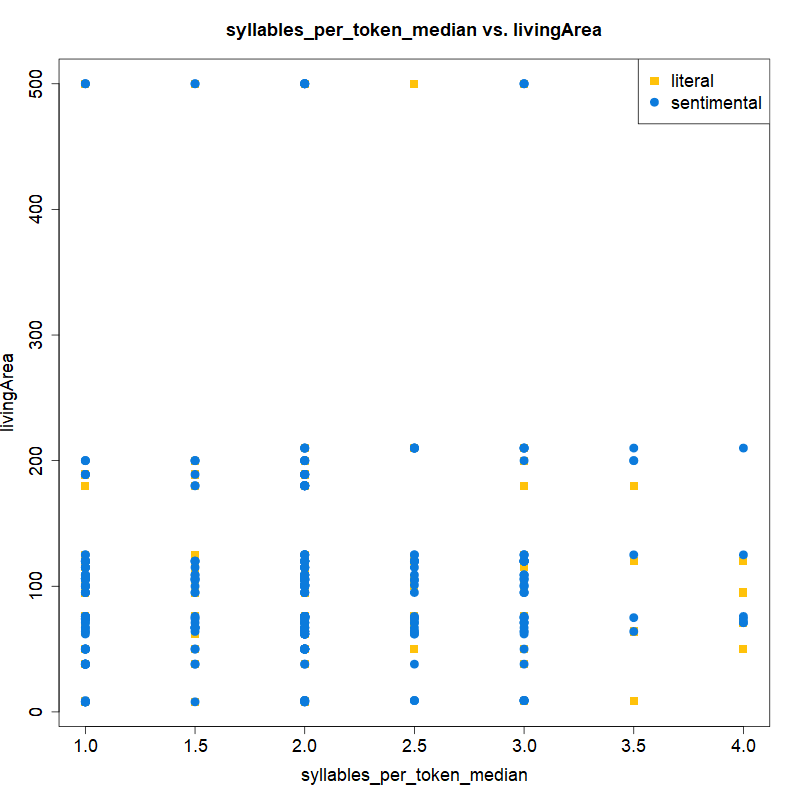 syllables_per_token_median vs. livingArea
literal
sentimental
livingArea
500
400
300
200
100
0
1.0 1.5 2.0 2.5 3.0 3.5 4.0
syllables_per_token_median